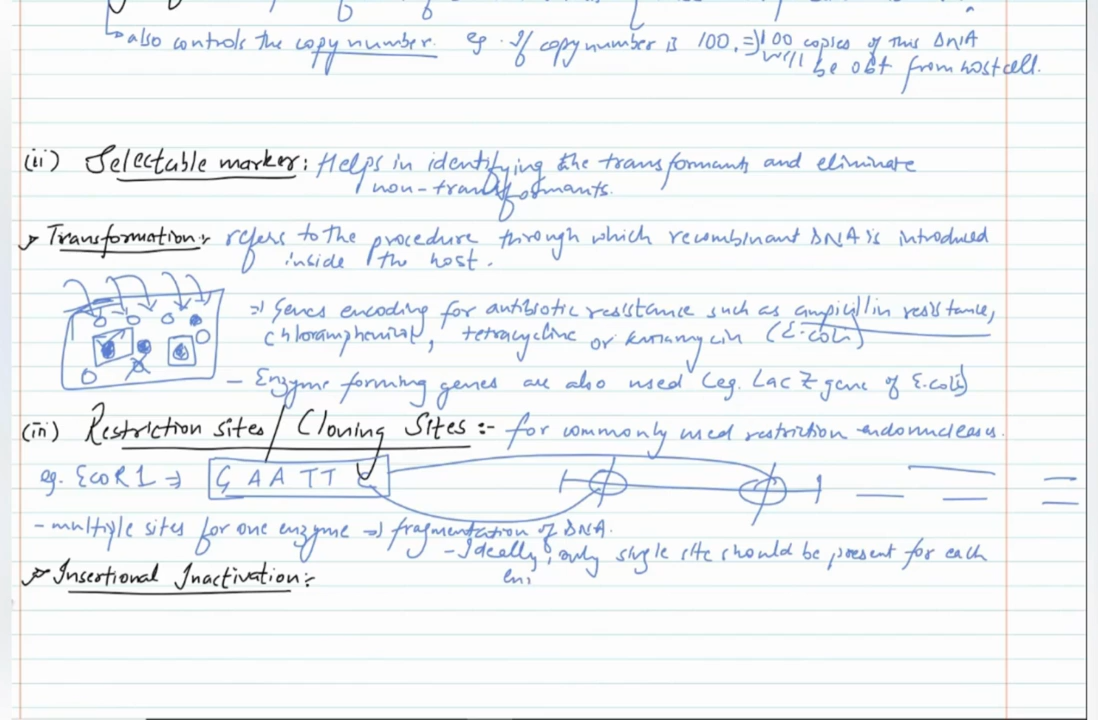 also controls the copy number. eg. If copy number is 100, => 100 copies of this DNA
will be obt from host cell.
(ii) Selectable marker: Helps in identifying the transformants and eliminate
non-transformants.
Transformation: refers to the procedure through which recombinant DNA is introduced
inside the host.
=> Genes encoding for antibiotic resistance such as ampicillin resistance,
chloramphenicol, tetracycline or kanamycin (E.coli)
- Enzyme forming genes are also used (eg. Lac Z gene of E.coli)
(iii) Restriction sites / Cloning Sites :- for commonly used restriction endonucleases.
eg. EcoR1 => G A A T T C
- multiple sites for one enzyme => fragmentation of DNA.
- Ideally, only single site should be present for each
en
Insertional Inactivation:-